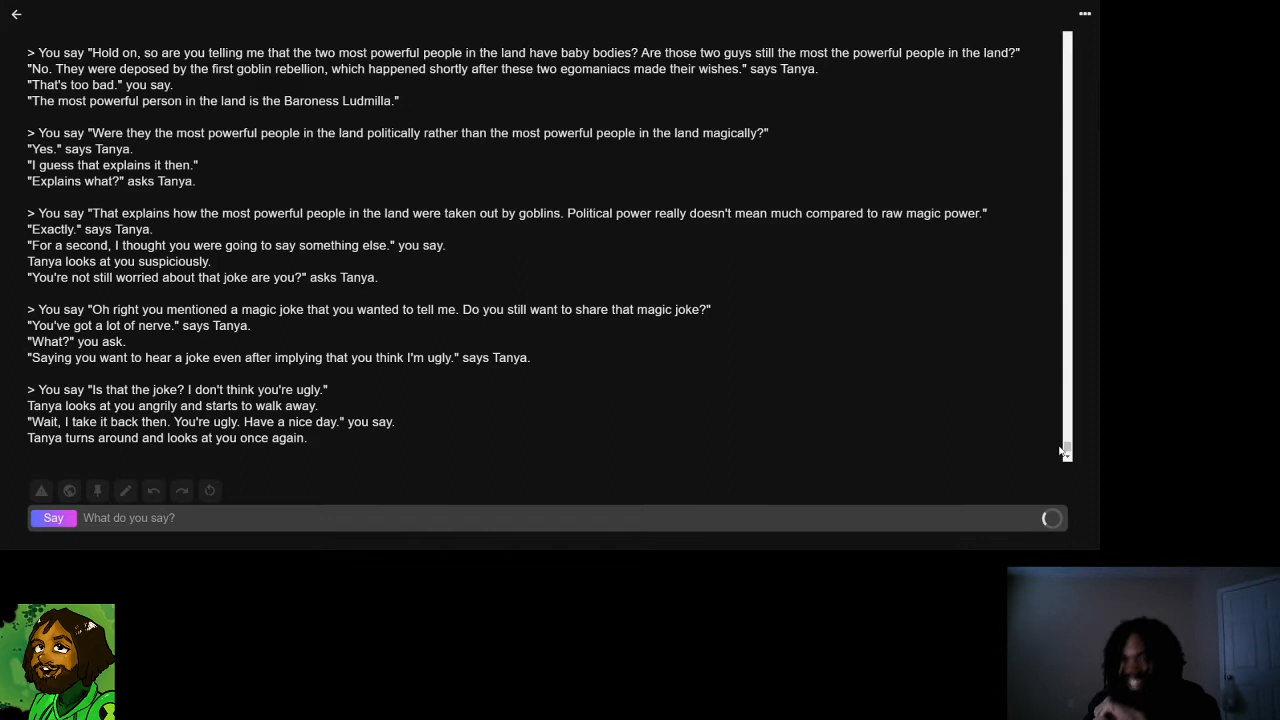 > You say "Hold on, so are you telling me that the two most powerful people in the land have baby bodies? Are those two guys still the most the powerful people in the land?"
"No. They were deposed by the first goblin rebellion, which happened shortly after these two egomaniacs made their wishes." says Tanya.
"That's too bad." you say.
"The most powerful person in the land is the Baroness Ludmilla."
> You say "Were they the most powerful people in the land politically rather than the most powerful people in the land magically?"
"Yes." says Tanya.
"I guess that explains it then."
"Explains what?" asks Tanya.
> You say "That explains how the most powerful people in the land were taken out by goblins. Political power really doesn't mean much compared to raw magic power."
"Exactly." says Tanya.
"For a second, I thought you were going to say something else." you say.
Tanya looks at you suspiciously.
"You're not still worried about that joke are you?" asks Tanya.
> You say "Oh right you mentioned a magic joke that you wanted to tell me. Do you still want to share that magic joke?"
"You've got a lot of nerve." says Tanya.
"What?" you ask.
"Saying you want to hear a joke even after implying that you think I'm ugly." says Tanya.
> You say "Is that the joke? I don't think you're ugly."
Tanya looks at you angrily and starts to walk away.
"Wait, I take it back then. You're ugly. Have a nice day." you say.
Tanya turns around and looks at you once again.
Say What do you say?